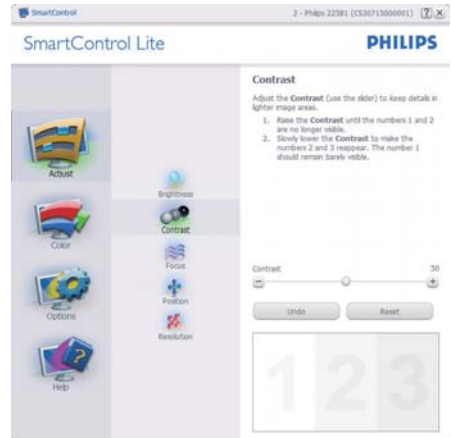 SmartControl
2 - Philips 225B1 (CS30715000001)
SmartControl Lite
PHILIPS
Adjust
Color
Options
Help
Brightness
Contrast
Focus
Position
Resolution
Contrast
Adjust the Contrast (use the slider) to keep details in
lighter image areas.
1. Raise the Contrast until the numbers 1 and 2
are no longer visible.
2. Slowly lower the Contrast to make the
numbers 2 and 3 reappear. The number 1
should remain barely visible.
Contrast 50
Undo Reset
1 2 3